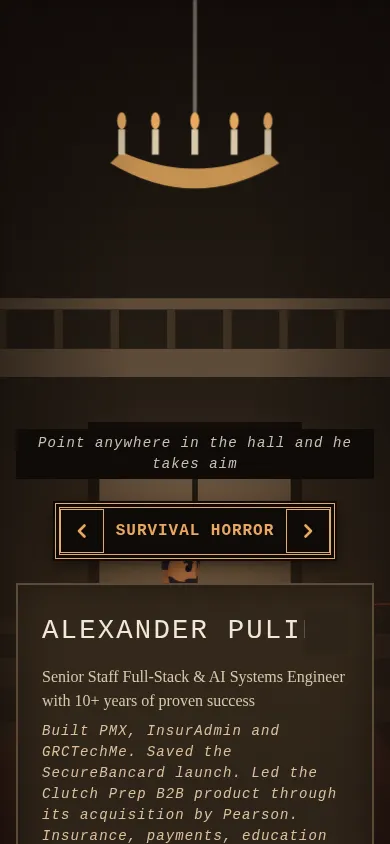 Point anywhere in the hall and he
takes aim
SURVIVAL HORROR
ALEXANDER PULI
Senior Staff Full-Stack & AI Systems Engineer
with 10+ years of proven success
Built PMX, InsurAdmin and
GRCTechMe. Saved the
SecureBancard launch. Led the
Clutch Prep B2B product through
its acquisition by Pearson.
Insurance, payments, education